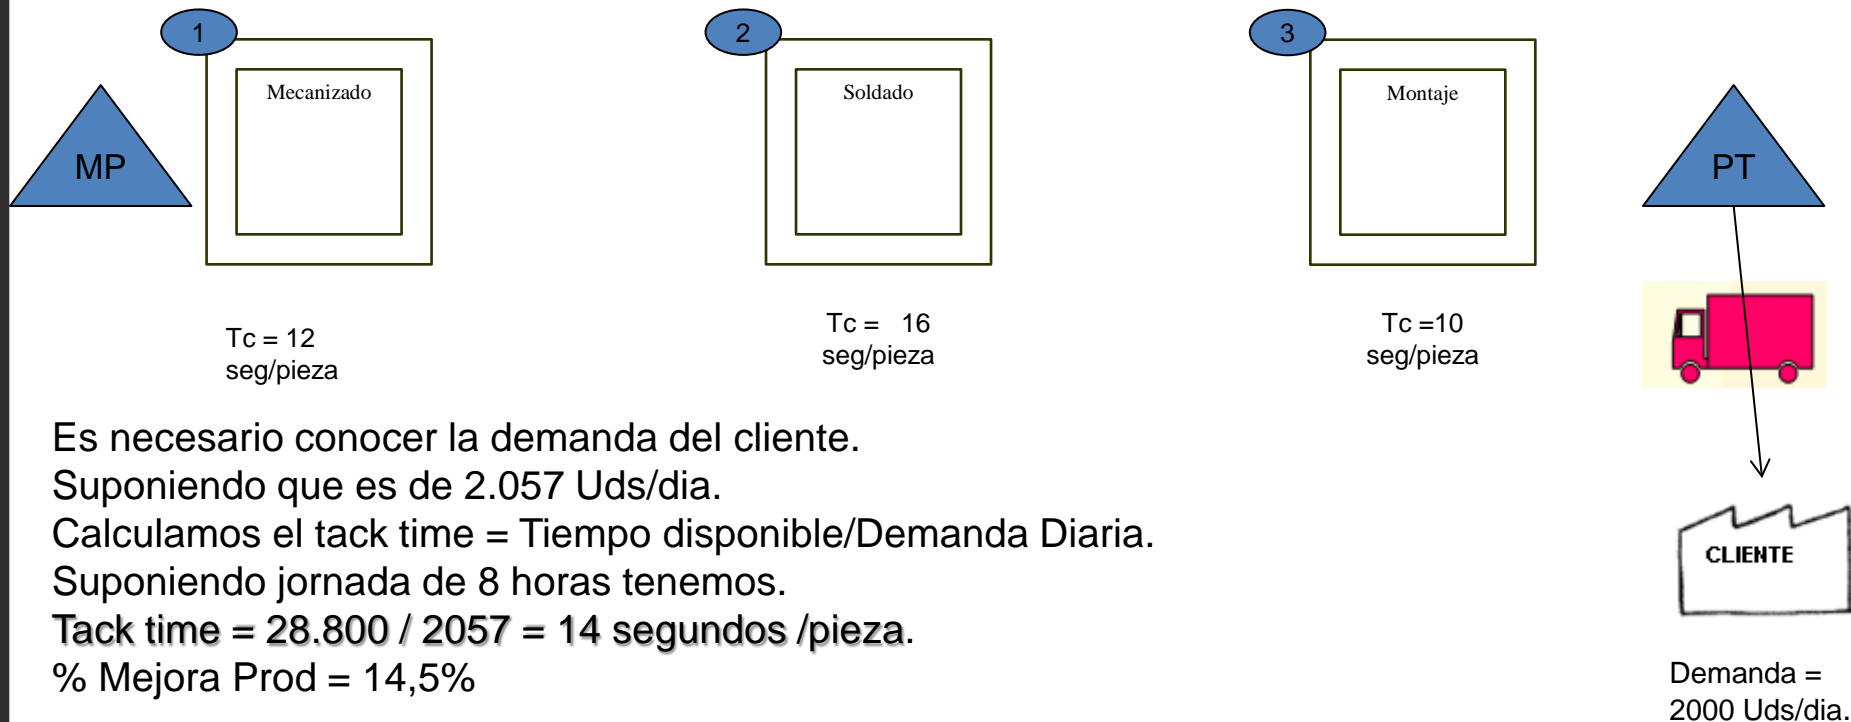 1
2
3
Mecanizado
Soldado
Montaje
MP
PT
Tc = 12
seg/pieza
Tc = 16
seg/pieza
Tc =10
seg/pieza
Es necesario conocer la demanda del cliente.
Suponiendo que es de 2.057 Uds/dia.
Calculamos el tack time = Tiempo disponible/Demanda Diaria.
Suponiendo jornada de 8 horas tenemos.
Tack time = 28.800 / 2057 = 14 segundos /pieza.
% Mejora Prod = 14,5%
CLIENTE
Demanda =
2000 Uds/dia.